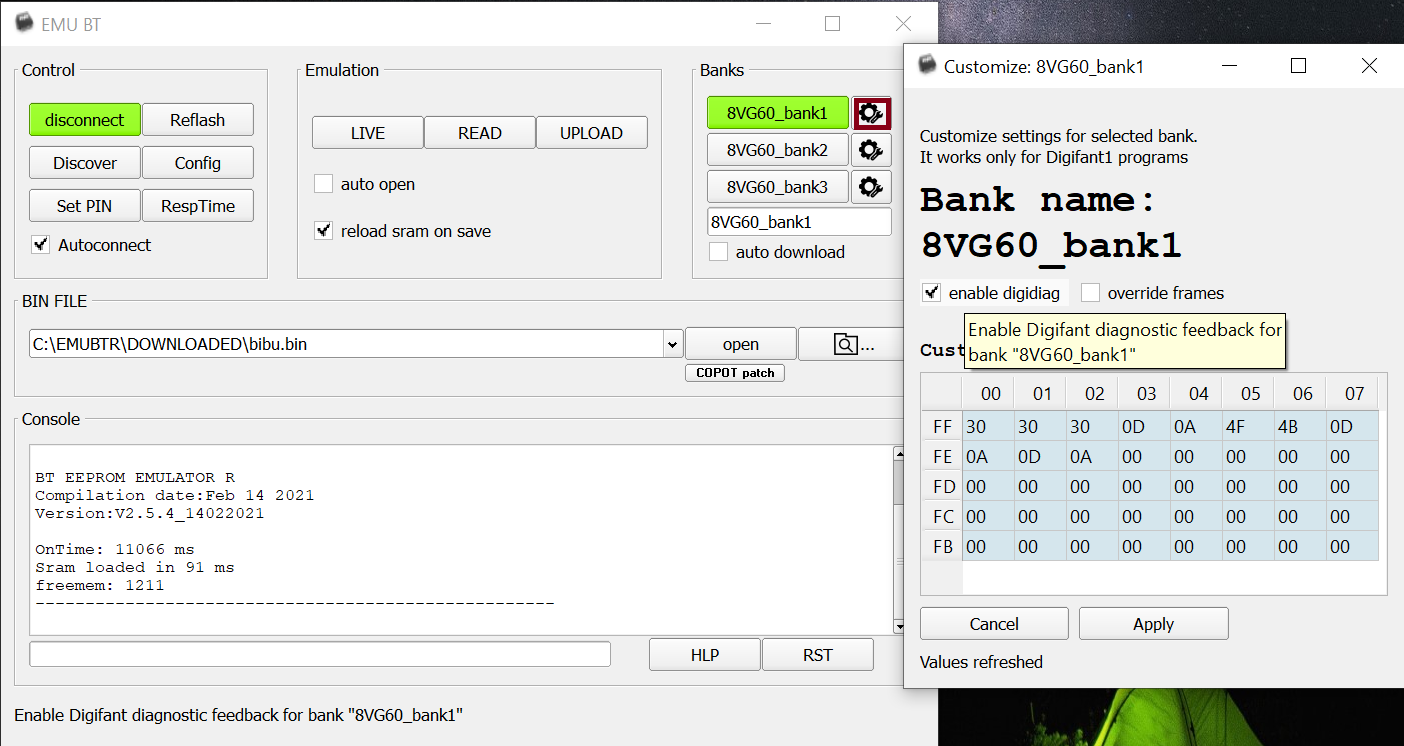 EMU BT
Control
disconnect Reflash
Discover Config
Set PIN RespTime
Autoconnect
Emulation
LIVE READ UPLOAD
auto open
reload sram on save
Banks
8VG60_bank1
8VG60_bank2
8VG60_bank3
8VG60_bank1
auto download
BIN FILE
C:\EMUBTR\DOWNLOADED\bibu.bin open ...
COPOT patch
Console
BT EEPROM EMULATOR R
Compilation date:Feb 14 2021
Version:V2.5.4_14022021
OnTime: 11066 ms
Sram loaded in 91 ms
freemem: 1211
----------------------------------------------------
HLP RST
Enable Digifant diagnostic feedback for bank "8VG60_bank1"
Customize: 8VG60_bank1
Customize settings for selected bank.
It works only for Digifant1 programs
Bank name:
8VG60_bank1
enable digidiag override frames
Enable Digifant diagnostic feedback for
bank "8VG60_bank1"
Cust
00 01 02 03 04 05 06 07
FF 30 30 30 0D 0A 4F 4B 0D
FE 0A 0D 0A 00 00 00 00 00
FD 00 00 00 00 00 00 00 00
FC 00 00 00 00 00 00 00 00
FB 00 00 00 00 00 00 00 00
Cancel Apply
Values refreshed